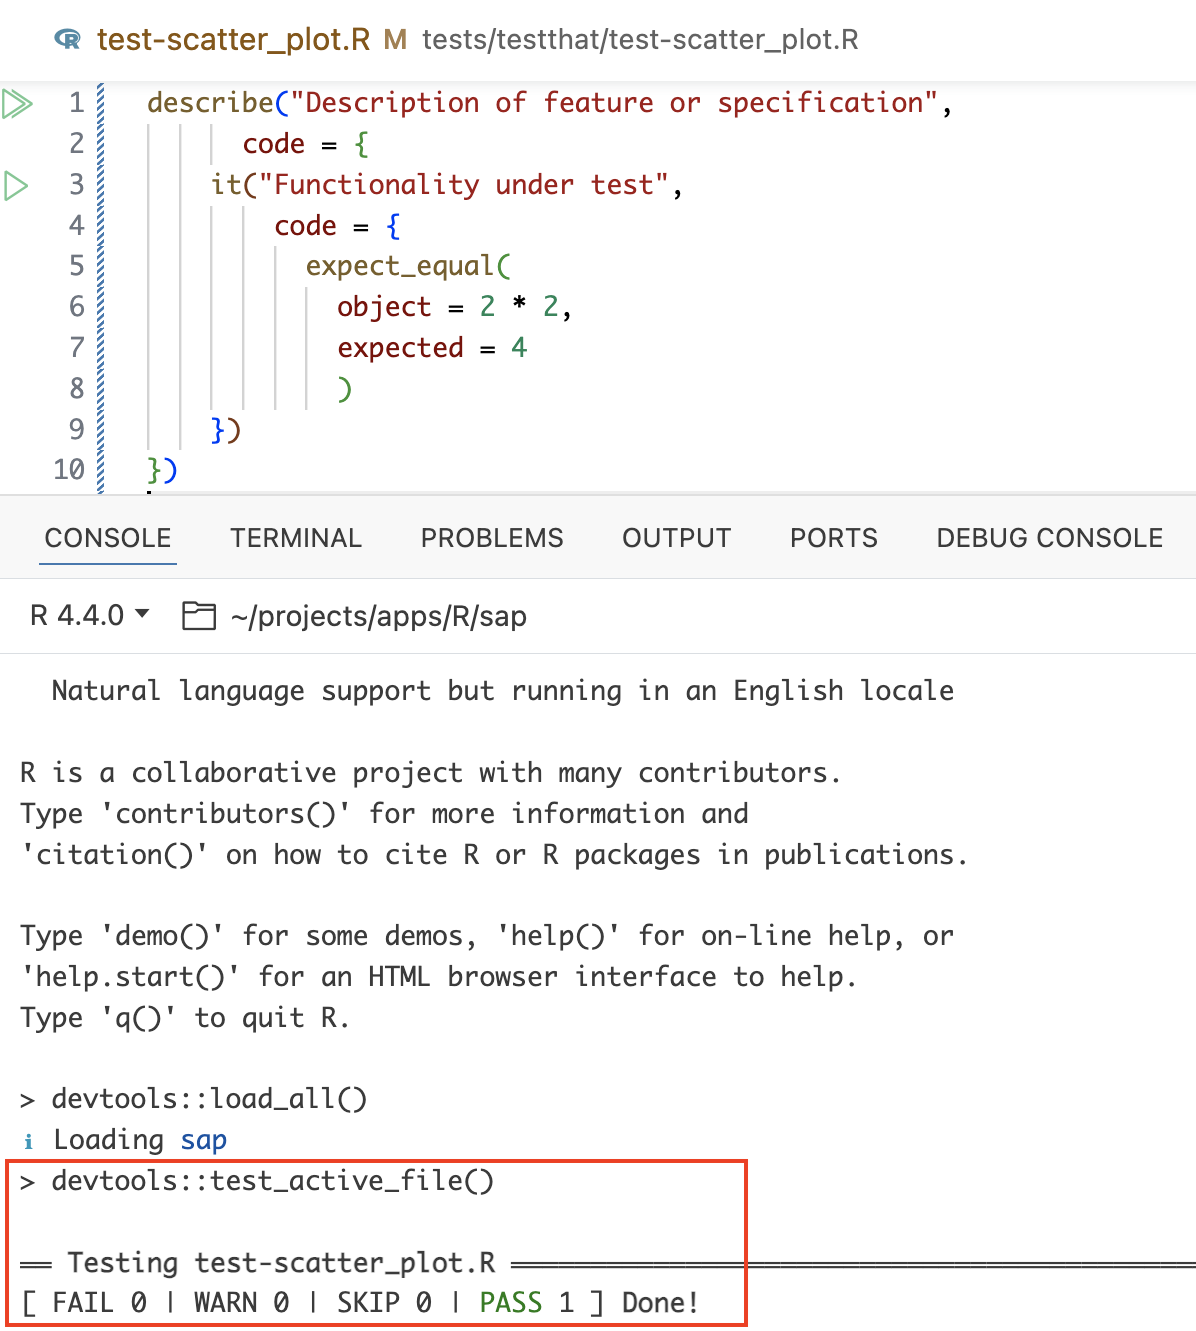 test-scatter_plot.R M tests/testthat/test-scatter_plot.R
1 describe("Description of feature or specification",
2 code = {
3 it("Functionality under test",
4 code = {
5 expect_equal(
6 object = 2 * 2,
7 expected = 4
8 )
9 })
10 })
CONSOLE TERMINAL PROBLEMS OUTPUT PORTS DEBUG CONSOLE
R 4.4.0 ~/projects/apps/R/sap
Natural language support but running in an English locale
R is a collaborative project with many contributors.
Type 'contributors()' for more information and
'citation()' on how to cite R or R packages in publications.
Type 'demo()' for some demos, 'help()' for on-line help, or
'help.start()' for an HTML browser interface to help.
Type 'q()' to quit R.
> devtools::load_all()
ℹ Loading sap
> devtools::test_active_file()
══ Testing test-scatter_plot.R ══════════════════════
[ FAIL 0 | WARN 0 | SKIP 0 | PASS 1 ] Done!